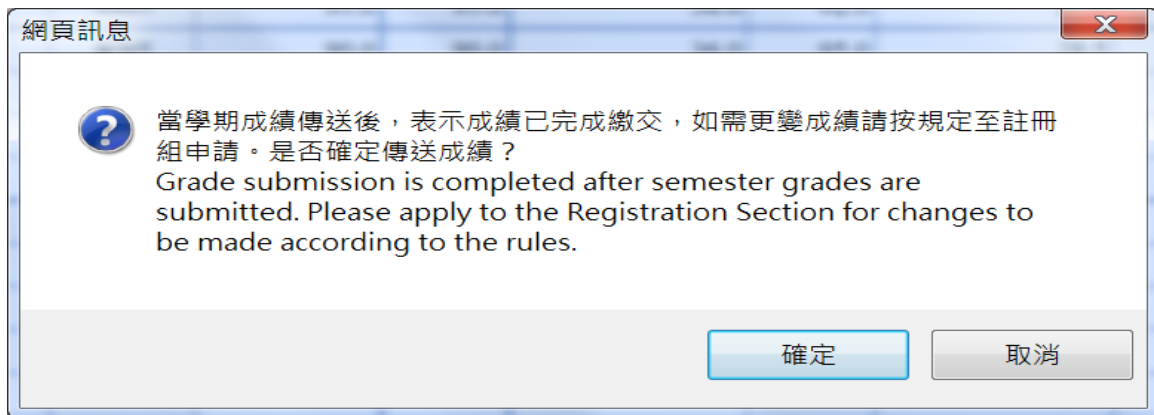 網頁訊息
當學期成績傳送後，表示成績已完成繳交，如需更變成績請按規定至註冊
組申請。是否確定傳送成績？
Grade submission is completed after semester grades are
submitted. Please apply to the Registration Section for changes to
be made according to the rules.
確定
取消